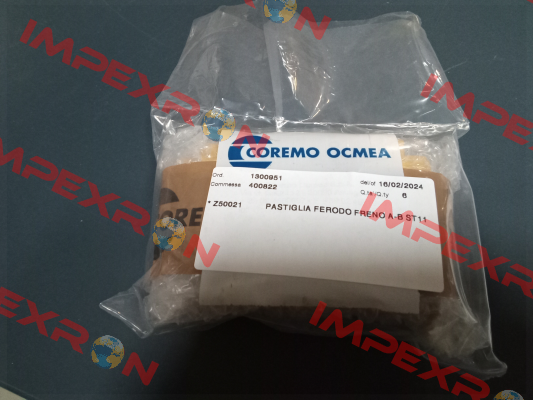 IMPEXRON
COREMO OCMEA
Ord. 1300951 del/of 16/02/2024
Commessa 400822 Q.tà/Q.ty 6
* Z50021 PASTIGLIA FERODO FRENO A-B ST11
COREMO
IMPEXRON
IMPEXRON
IMPEXRON